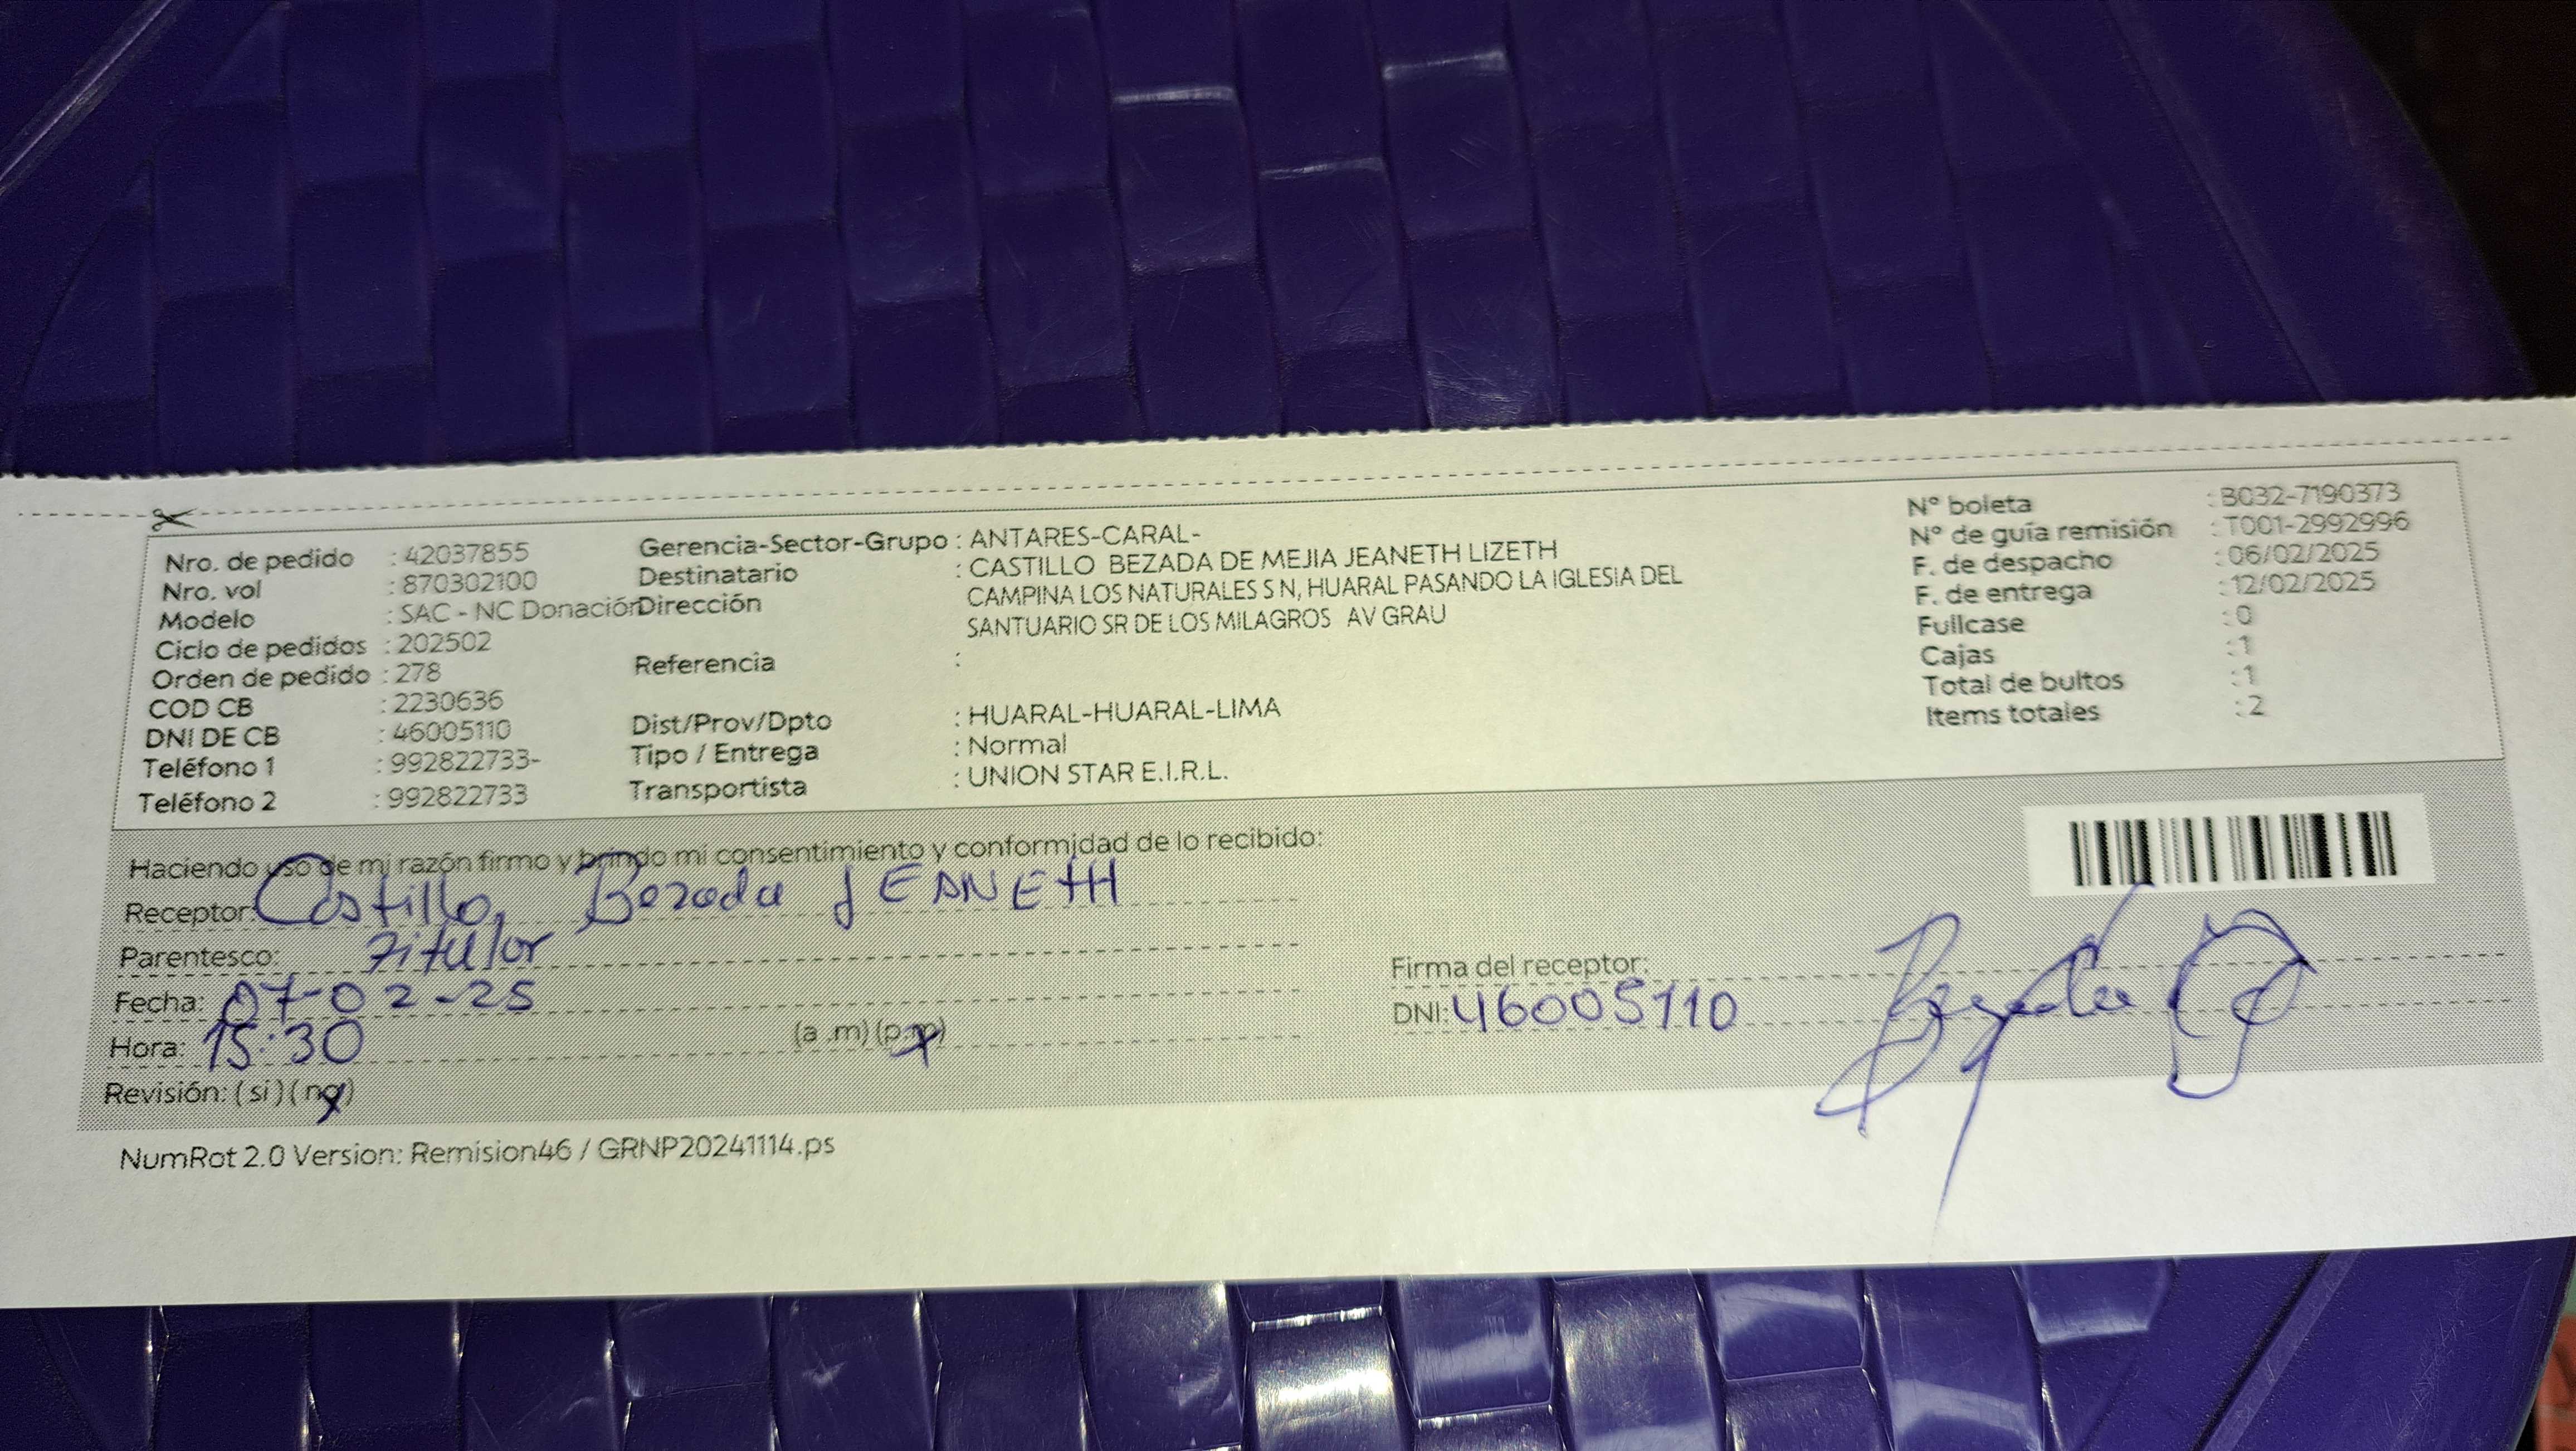 Nro. de pedido : 42037855
Nro. vol : 870302100
Modelo : SAC - NC Donación
Ciclo de pedidos : 202502
Orden de pedido : 278
COD CB : 2230636
DNI DE CB : 46005110
Teléfono 1 : 992822733-
Teléfono 2 : 992822733
Gerencia-Sector-Grupo : ANTARES-CARAL-
Destinatario : CASTILLO BEZADA DE MEJIA JEANETH LIZETH
Dirección CAMPINA LOS NATURALES S N, HUARAL PASANDO LA IGLESIA DEL
SANTUARIO SR DE LOS MILAGROS AV GRAU
Referencia :
Dist/Prov/Dpto : HUARAL-HUARAL-LIMA
Tipo / Entrega : Normal
Transportista : UNION STAR E.I.R.L.
N° boleta : B032-7190373
N° de guía remisión : T001-2992996
F. de despacho : 06/02/2025
F. de entrega : 12/02/2025
Fullcase : 0
Cajas : 1
Total de bultos : 1
Items totales : 2
Haciendo uso de mi razón firmo y brindo mi consentimiento y conformidad de lo recibido:
Receptor: Castillo, Bezada JEANETH
Parentesco: Titular
Fecha: 07-02-25
Hora: 15:30 (a .m) (p.m)
Revisión: ( si ) ( no )
Firma del receptor:
DNI: 46005110
NumRot 2.0 Version: Remision46 / GRNP20241114.ps